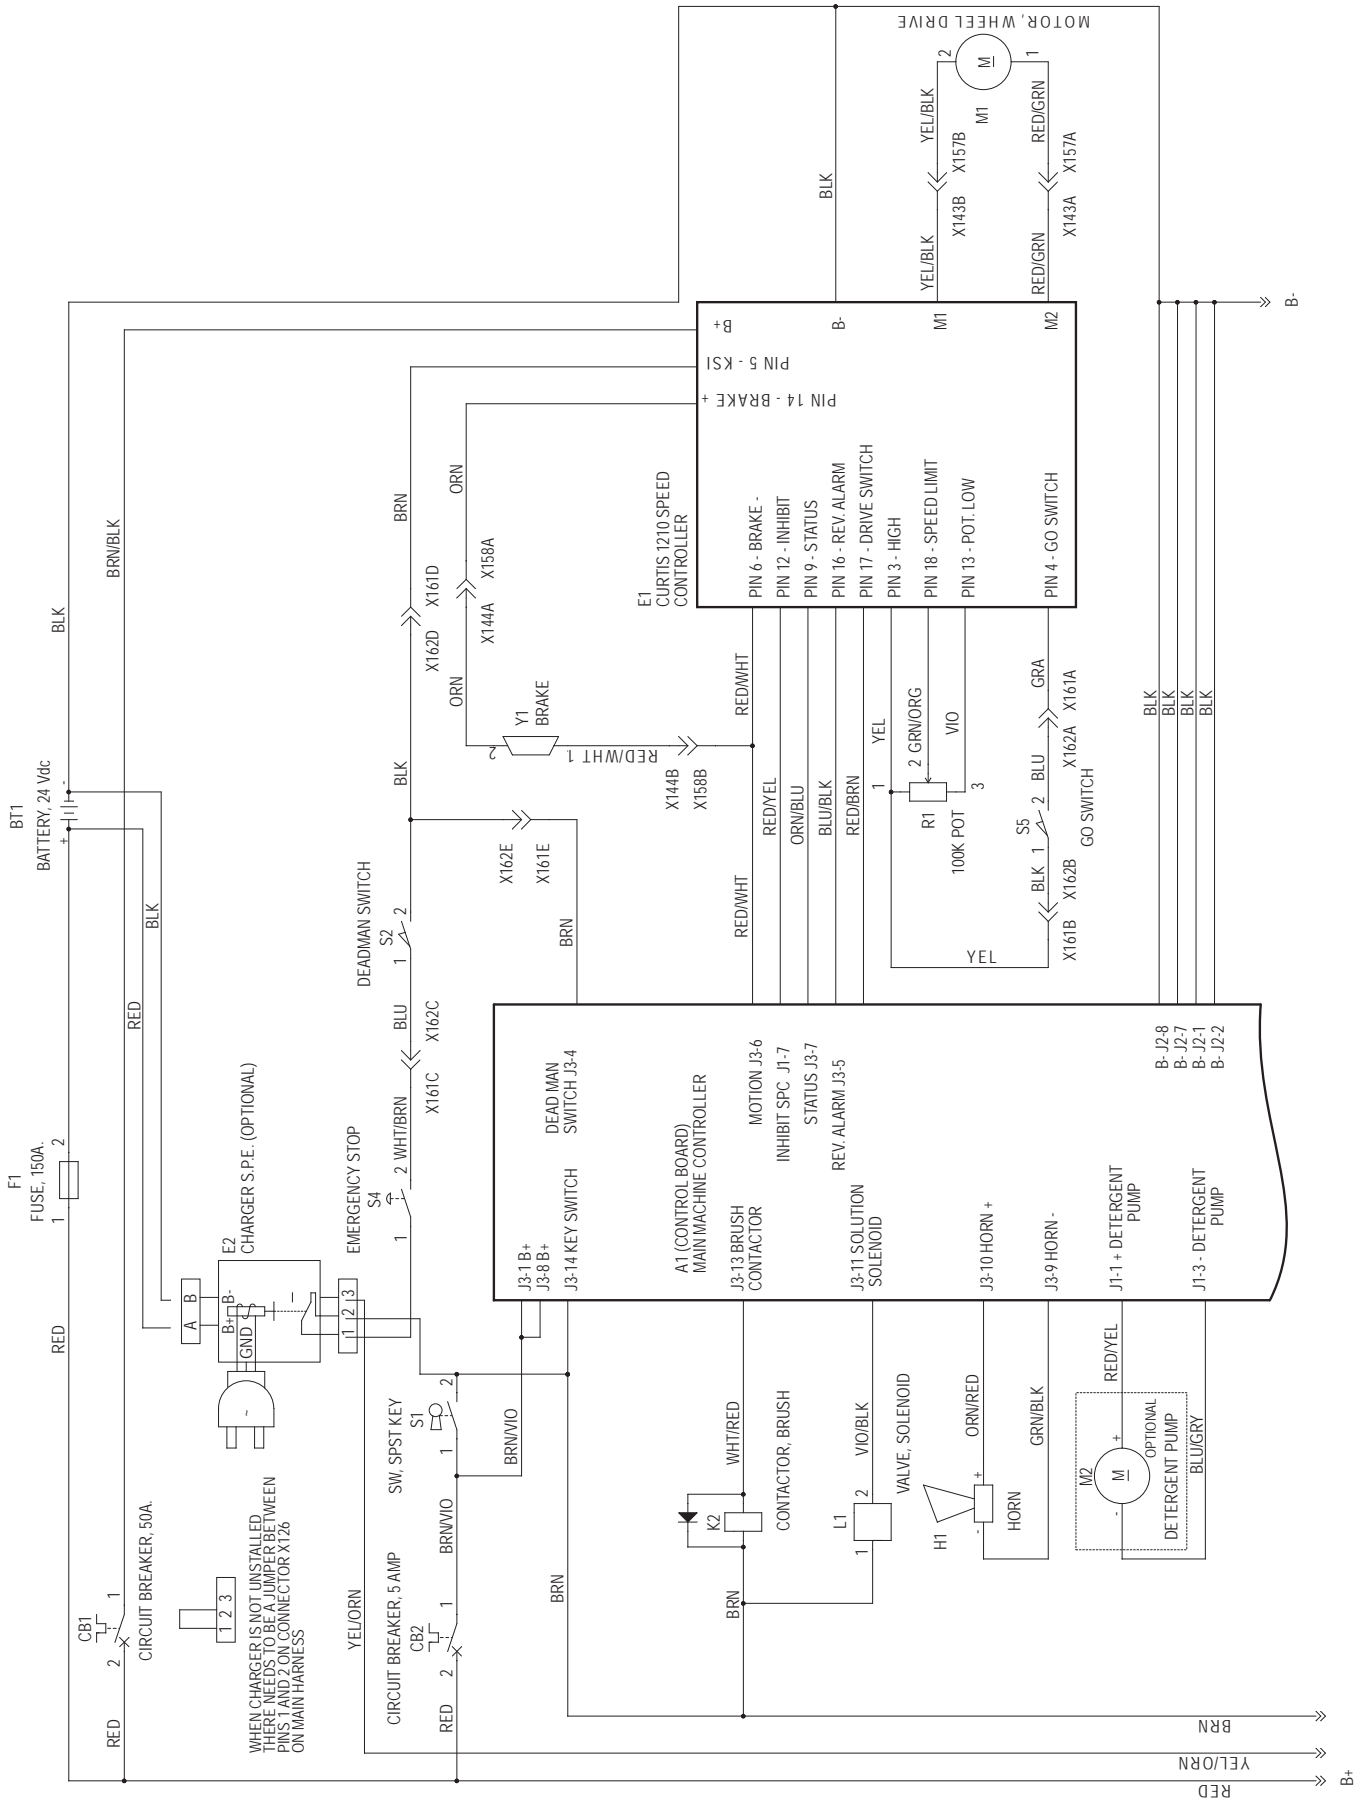 BT1
BATTERY, 24 Vdc
+
-
F1
FUSE, 150A.
1
2
RED
BLK
RED
BLK
CB1
2
1
CIRCUIT BREAKER, 50A.
RED
BRN/BLK
E2
CHARGER S.P.E. (OPTIONAL)
A B
B+ B-
GND
~
1 2 3
WHEN CHARGER IS NOT UNSTALLED
THERE NEEDS TO BE A JUMPER BETWEEN
PINS 1 AND 2 ON CONNECTOR X126
ON MAIN HARNESS
1 2 3
YEL/ORN
EMERGENCY STOP
S4
1
2
WHT/BRN
X161C
X162C
BLU
DEADMAN SWITCH
S2
1
2
BLK
X162D
X161D
BRN
X162E
X161E
BRN
CIRCUIT BREAKER, 5 AMP
CB2
2
1
RED
BRN/VIO
SW, SPST KEY
S1
1
2
BRN/VIO
BRN
ORN
X144A
X158A
ORN
Y1
BRAKE
2
1
RED/WHT
X144B
X158B
RED/WHT
RED/WHT
RED/YEL
ORN/BLU
BLU/BLK
RED/BRN
E1
CURTIS 1210 SPEED
CONTROLLER
B+
PIN 5 - KSI
PIN 14 - BRAKE +
PIN 6 - BRAKE -
PIN 12 - INHIBIT
PIN 9 - STATUS
PIN 16 - REV. ALARM
PIN 17 - DRIVE SWITCH
PIN 3 - HIGH
PIN 18 - SPEED LIMIT
PIN 13 - POT. LOW
PIN 4 - GO SWITCH
B-
M1
M2
BLK
YEL/BLK
X143B
X157B
YEL/BLK
2
MOTOR, WHEEL DRIVE
M
M1
1
RED/GRN
X143A
X157A
RED/GRN
YEL
1
2 GRN/ORG
VIO
3
R1
100K POT
YEL
X161B
X162B
BLK
1
S5
2
GO SWITCH
BLU
X162A
X161A
GRA
J3-1 B+
J3-8 B+
J3-14 KEY SWITCH
DEAD MAN
SWITCH J3-4
A1 (CONTROL BOARD)
MAIN MACHINE CONTROLLER
J3-13 BRUSH
CONTACTOR
MOTION J3-6
INHIBIT SPC J1-7
STATUS J3-7
REV. ALARM J3-5
J3-11 SOLUTION
SOLENOID
J3-10 HORN +
J3-9 HORN -
J1-1 + DETERGENT
PUMP
J1-3 - DETERGENT
PUMP
B- J2-8
B- J2-7
B- J2-1
B- J2-2
BLK
BLK
BLK
BLK
B-
BRN
K2
WHT/RED
CONTACTOR, BRUSH
L1
1
2
VIO/BLK
VALVE, SOLENOID
H1
-
+
HORN
ORN/RED
GRN/BLK
M2
M
-
+
OPTIONAL
DETERGENT PUMP
RED/YEL
BLU/GRY
BRN
YEL/ORN
RED
B+